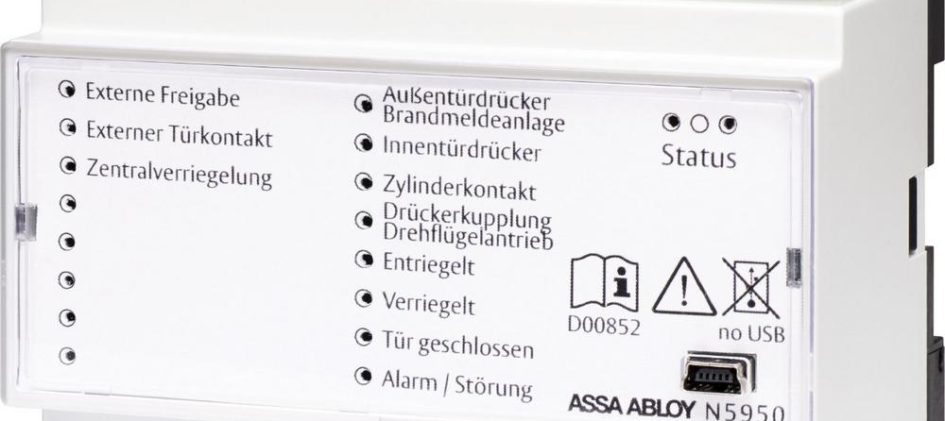 Externe Freigabe
Externer Türkontakt
Zentralverriegelung
Außentürdrücker
Brandmeldeanlage
Innentürdrücker
Zylinderkontakt
Drückerkupplung
Drehflügelantrieb
Entriegelt
Verriegelt
Tür geschlossen
Alarm / Störung
Status
D00852
no USB
ASSA ABLOY N5950